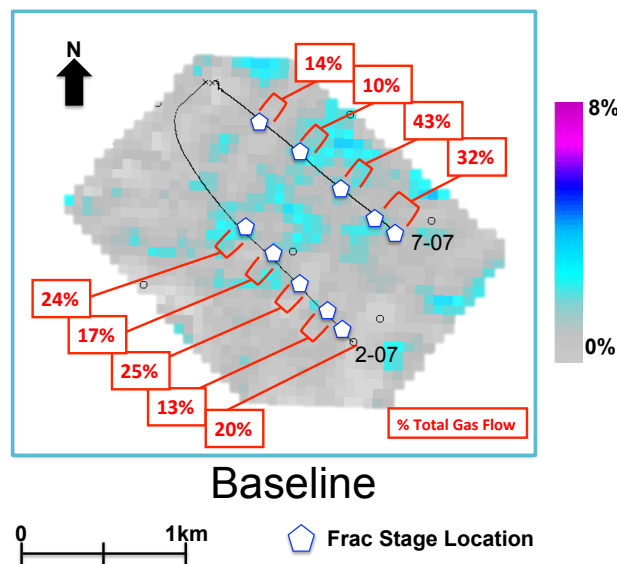 N
14%
10%
43%
32%
8%
0%
7-07
24%
17%
25%
13%
20%
2-07
% Total Gas Flow
Baseline
0 1km
Frac Stage Location